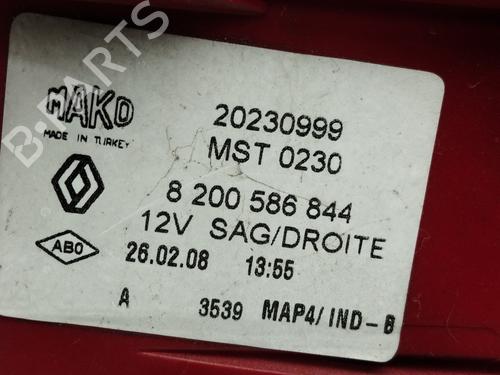 MAKO
MADE IN TURKEY
20230999
MST 0230
8 200 586 844
12V SAG/DROITE
ABO
26.02.08 13:55
A 3539 MAP4/IND-B
B-PARTS